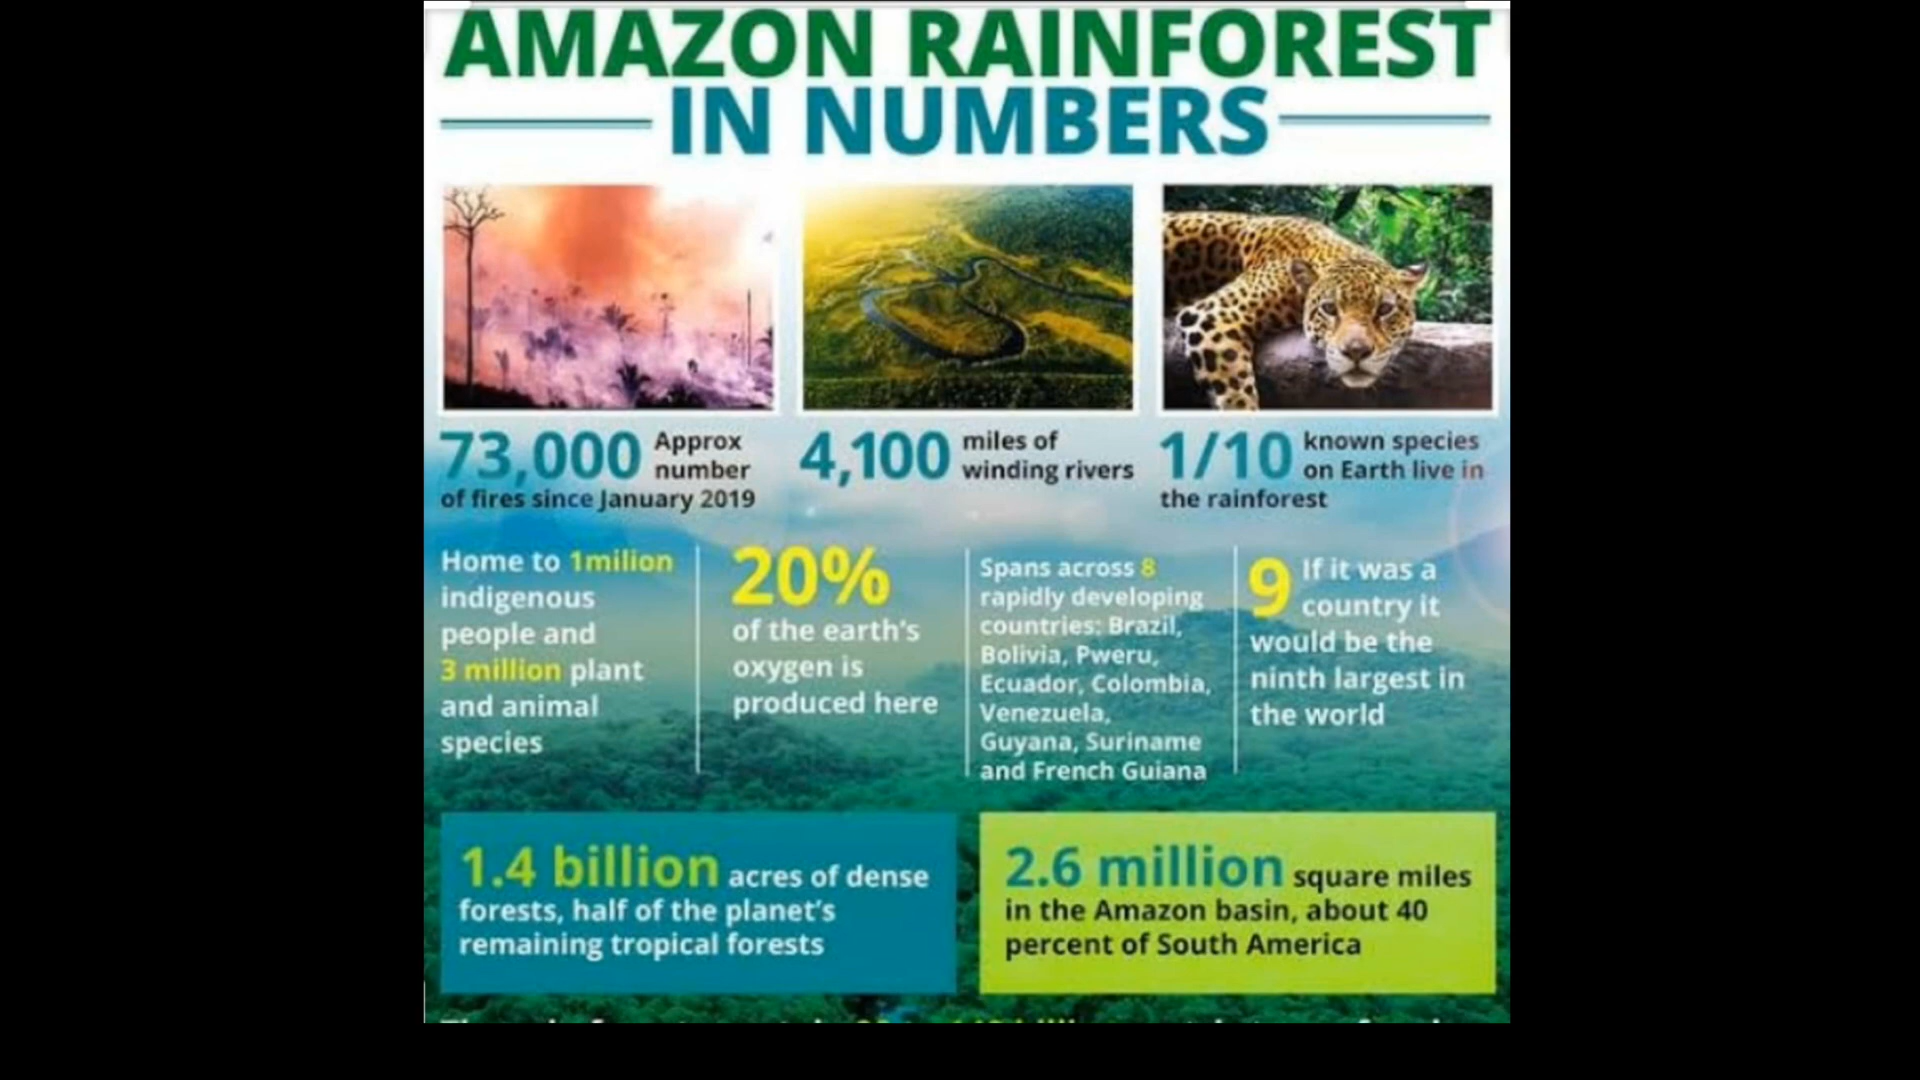 AMAZON RAINFOREST
IN NUMBERS
73,000 Approx
number
of fires since January 2019
4,100 miles of
winding rivers
1/10 known species
on Earth live in
the rainforest
Home to 1milion
indigenous
people and
3 million plant
and animal
species
20%
of the earth's
oxygen is
produced here
Spans across 8
rapidly developing
countries: Brazil,
Bolivia, Pweru,
Ecuador, Colombia,
Venezuela,
Guyana, Suriname
and French Guiana
9 If it was a
country it
would be the
ninth largest in
the world
1.4 billion acres of dense
forests, half of the planet's
remaining tropical forests
2.6 million square miles
in the Amazon basin, about 40
percent of South America